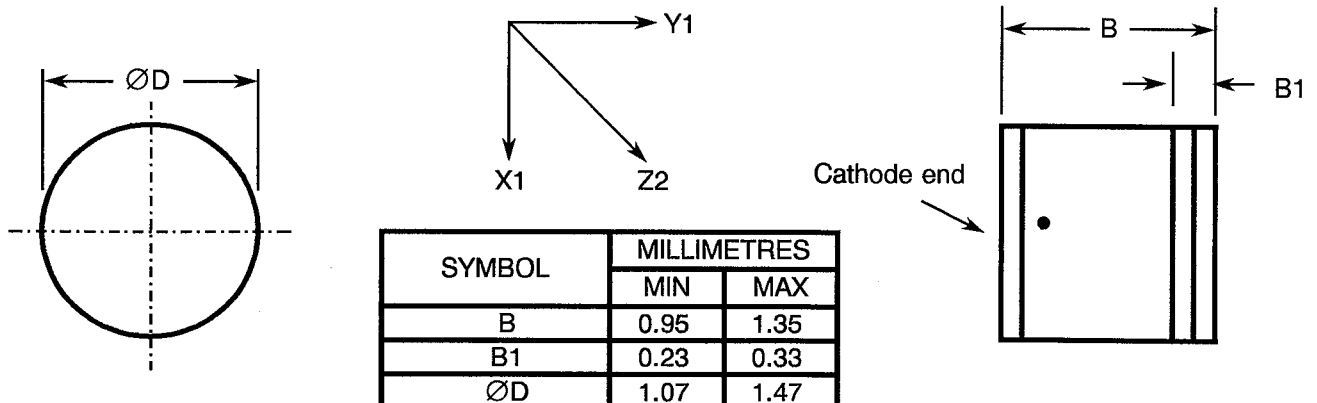 ØD
Y1
X1
Z2
B
B1
Cathode end
SYMBOL MILLIMETRES
MIN MAX
B 0.95 1.35
B1 0.23 0.33
ØD 1.07 1.47